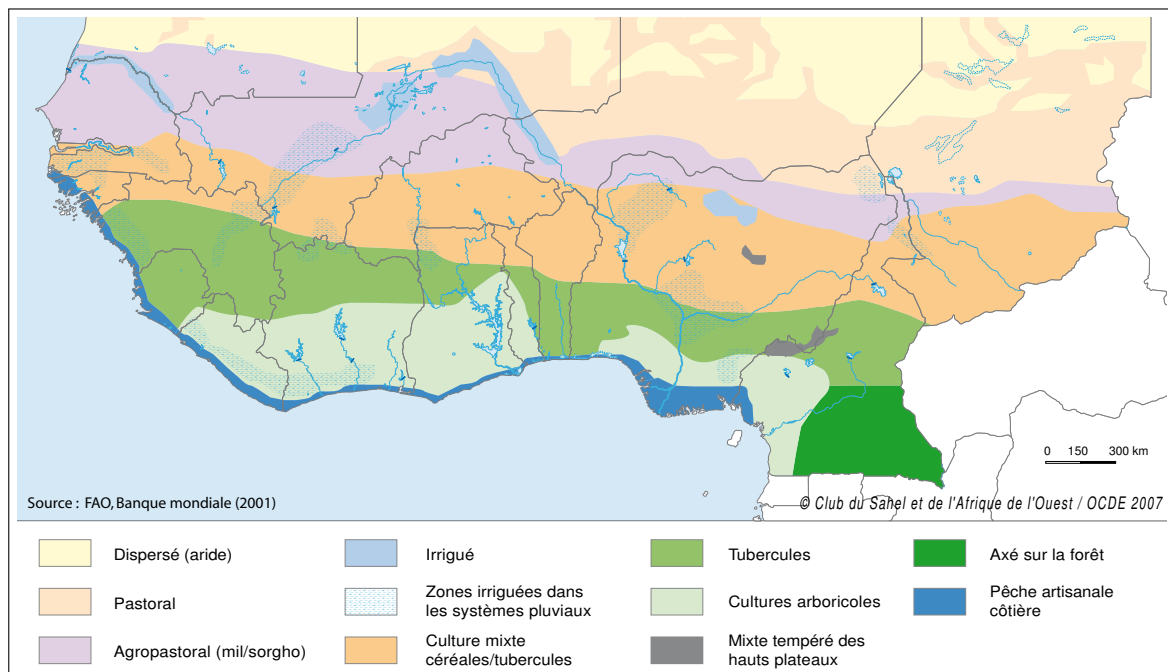 0 150 300 km
Source : FAO, Banque mondiale (2001)
© Club du Sahel et de l'Afrique de l'Ouest / OCDE 2007
Dispersé (aride)
Pastoral
Agropastoral (mil/sorgho)
Irrigué
Zones irriguées dans
les systèmes pluviaux
Culture mixte
céréales/tubercules
Tubercules
Cultures arboricoles
Mixte tempéré des
hauts plateaux
Axé sur la forêt
Pêche artisanale
côtière